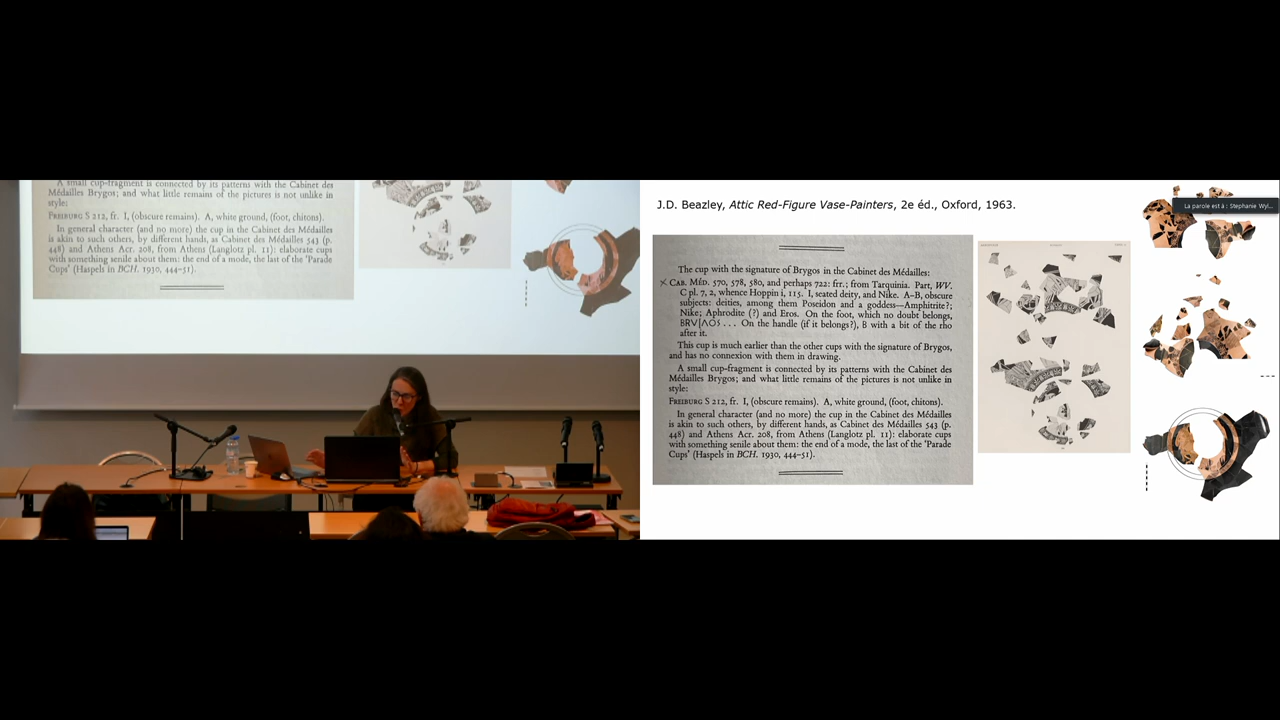 A small cup-fragment is connected by its patterns with the Cabinet des
Médailles Brygos; and what little remains of the pictures is not unlike in
style:
FREIBURG S 212, fr. I, (obscure remains). A, white ground, (foot, chitons).
In general character (and no more) the cup in the Cabinet des Médailles
is akin to such others, by different hands, as Cabinet des Médailles 543 (p.
448) and Athens Acr. 208, from Athens (Langlotz pl. 11): elaborate cups
with something senile about them: the end of a mode, the last of the 'Parade
Cups' (Haspels in BCH. 1930, 444–51).
J.D. Beazley, Attic Red-Figure Vase-Painters, 2e éd., Oxford, 1963.
La parole est à : Stephanie Wyl...
The cup with the signature of Brygos in the Cabinet des Médailles:
CAB. MÉD. 570, 578, 580, and perhaps 722: frr.; from Tarquinia. Part, WV.
C pl. 7, 2, whence Hoppin i, 115. I, seated deity, and Nike. A–B, obscure
subjects: deities, among them Poseidon and a goddess—Amphitrite?;
Nike; Aphrodite (?) and Eros. On the foot, which no doubt belongs,
On the handle (if it belongs?), B with a bit of the rho
after it.
This cup is much earlier than the other cups with the signature of Brygos,
and has no connexion with them in drawing.
A small cup-fragment is connected by its patterns with the Cabinet des
Médailles Brygos; and what little remains of the pictures is not unlike in
style:
FREIBURG S 212, fr. I, (obscure remains). A, white ground, (foot, chitons).
In general character (and no more) the cup in the Cabinet des Médailles
is akin to such others, by different hands, as Cabinet des Médailles 543 (p.
448) and Athens Acr. 208, from Athens (Langlotz pl. 11): elaborate cups
with something senile about them: the end of a mode, the last of the 'Parade
Cups' (Haspels in BCH. 1930, 444–51).